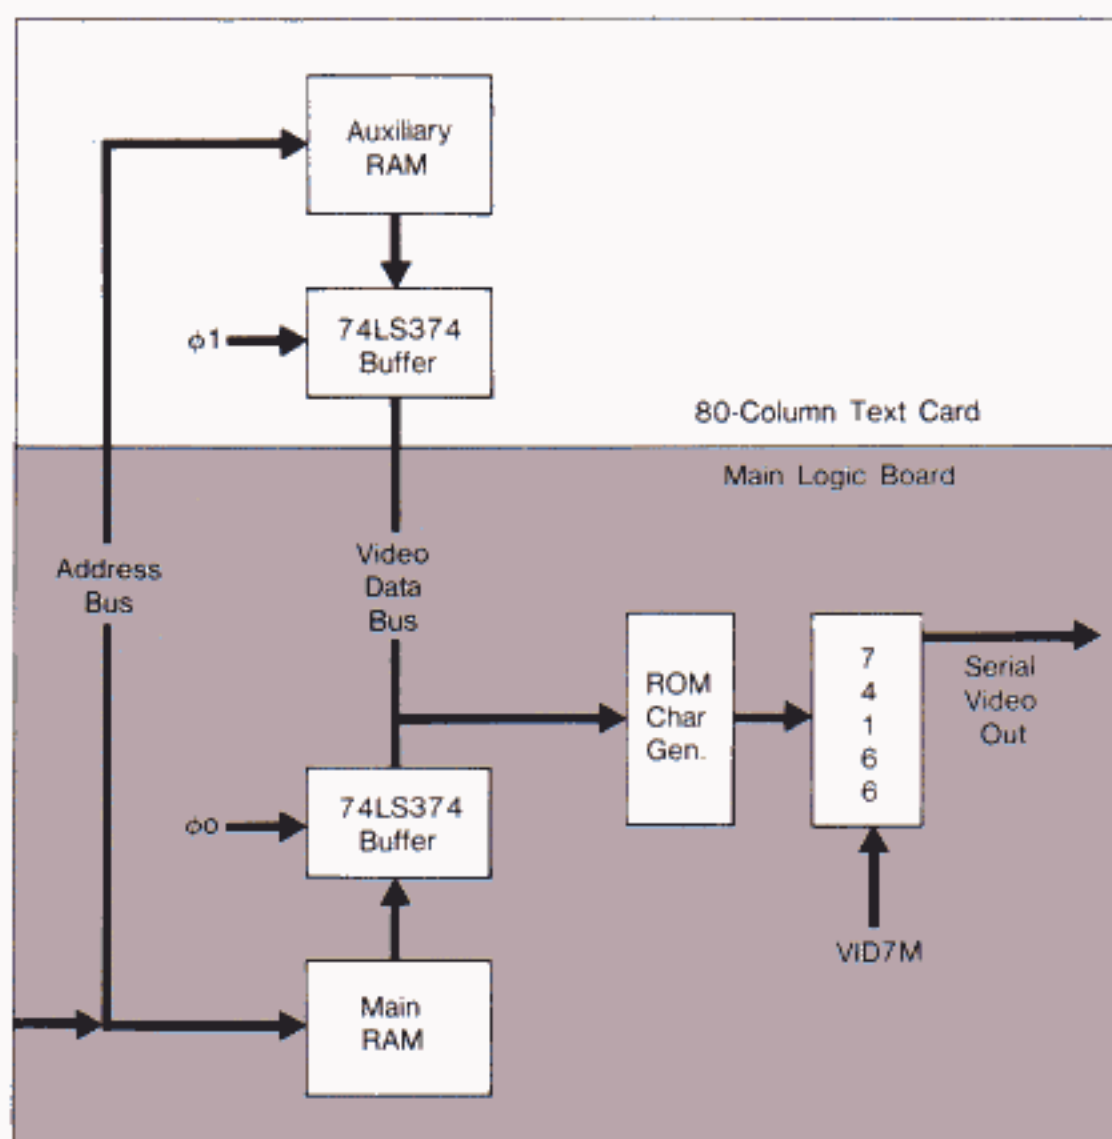 Auxiliary
RAM
ϕ1
74LS374
Buffer
80-Column Text Card
Main Logic Board
Address
Bus
Video
Data
Bus
ROM
Char
Gen.
7
4
1
6
6
Serial
Video
Out
ϕo
74LS374
Buffer
VID7M
Main
RAM